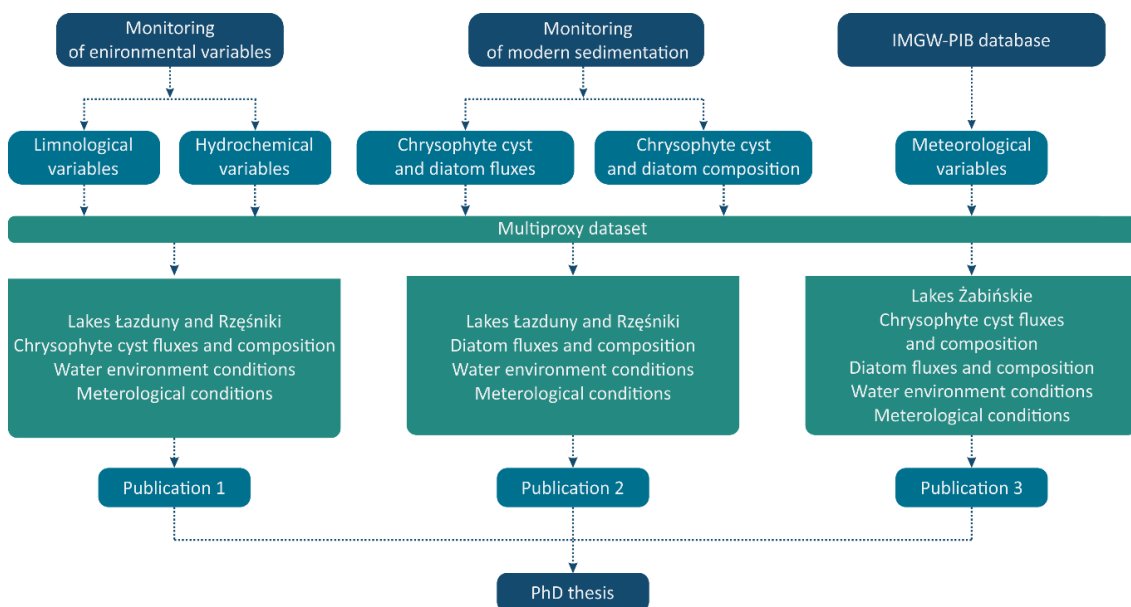 Monitoring
of enironmental variables
Monitoring
of modern sedimentation
IMGW-PIB database
Limnological
variables
Hydrochemical
variables
Chrysophyte cyst
and diatom fluxes
Chrysophyte cyst
and diatom composition
Meteorological
variables
Multiproxy dataset
Lakes Łazduny and Rzęśniki
Chrysophyte cyst fluxes and composition
Water environment conditions
Meterological conditions
Lakes Łazduny and Rzęśniki
Diatom fluxes and composition
Water environment conditions
Meterological conditions
Lakes Żabińskie
Chrysophyte cyst fluxes
and composition
Diatom fluxes and composition
Water environment conditions
Meterological conditions
Publication 1
Publication 2
Publication 3
PhD thesis